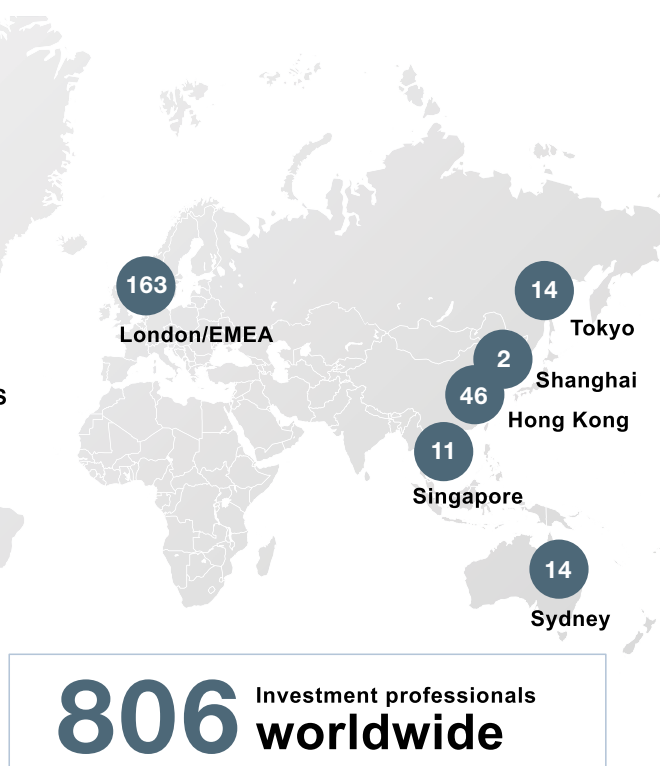 163
London/EMEA
14
Tokyo
2
Shanghai
46
Hong Kong
11
Singapore
14
Sydney
806 Investment professionals
worldwide